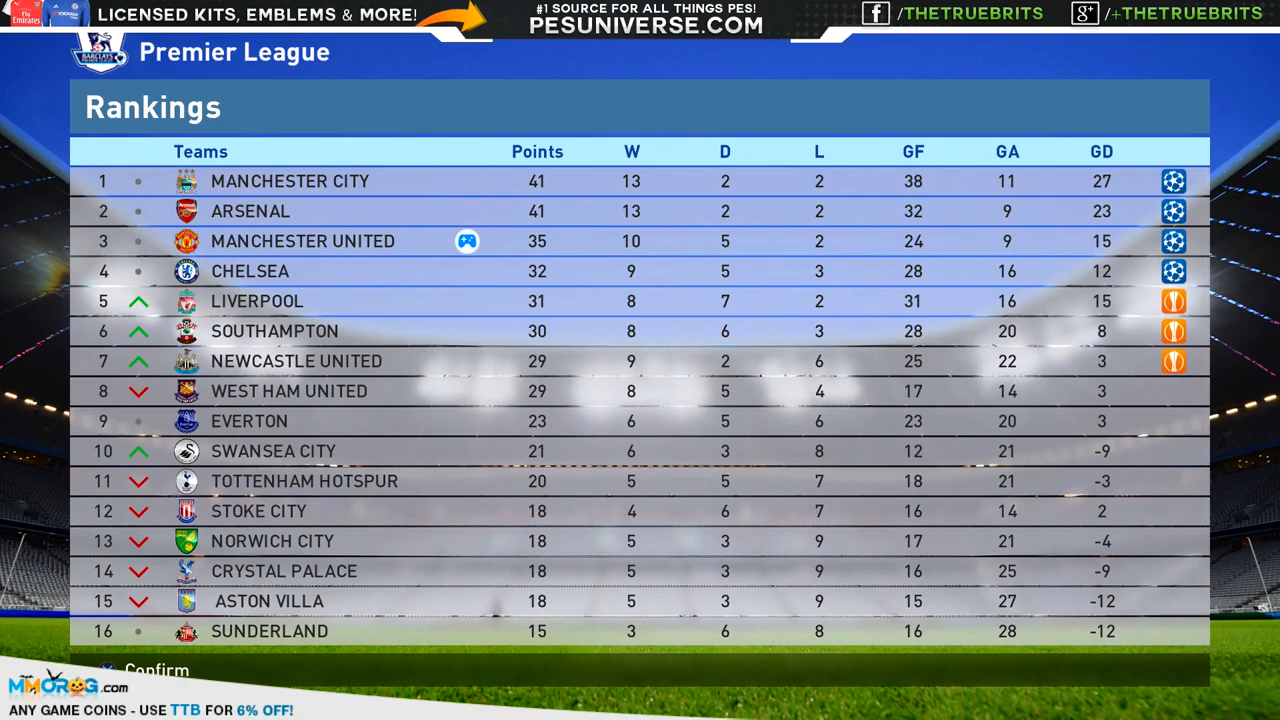 LICENSED KITS, EMBLEMS & MORE!
#1 SOURCE FOR ALL THINGS PES!
PESUNIVERSE.COM
/THETRUEBRITS
/+THETRUEBRITS
Premier League
Rankings
Teams Points W D L GF GA GD
1 MANCHESTER CITY 41 13 2 2 38 11 27
2 ARSENAL 41 13 2 2 32 9 23
3 MANCHESTER UNITED 35 10 5 2 24 9 15
4 CHELSEA 32 9 5 3 28 16 12
5 LIVERPOOL 31 8 7 2 31 16 15
6 SOUTHAMPTON 30 8 6 3 28 20 8
7 NEWCASTLE UNITED 29 9 2 6 25 22 3
8 WEST HAM UNITED 29 8 5 4 17 14 3
9 EVERTON 23 6 5 6 23 20 3
10 SWANSEA CITY 21 6 3 8 12 21 -9
11 TOTTENHAM HOTSPUR 20 5 5 7 18 21 -3
12 STOKE CITY 18 4 6 7 16 14 2
13 NORWICH CITY 18 5 3 9 17 21 -4
14 CRYSTAL PALACE 18 5 3 9 16 25 -9
15 ASTON VILLA 18 5 3 9 15 27 -12
16 SUNDERLAND 15 3 6 8 16 28 -12
Confirm
MMOROG.com
ANY GAME COINS - USE TTB FOR 6% OFF!